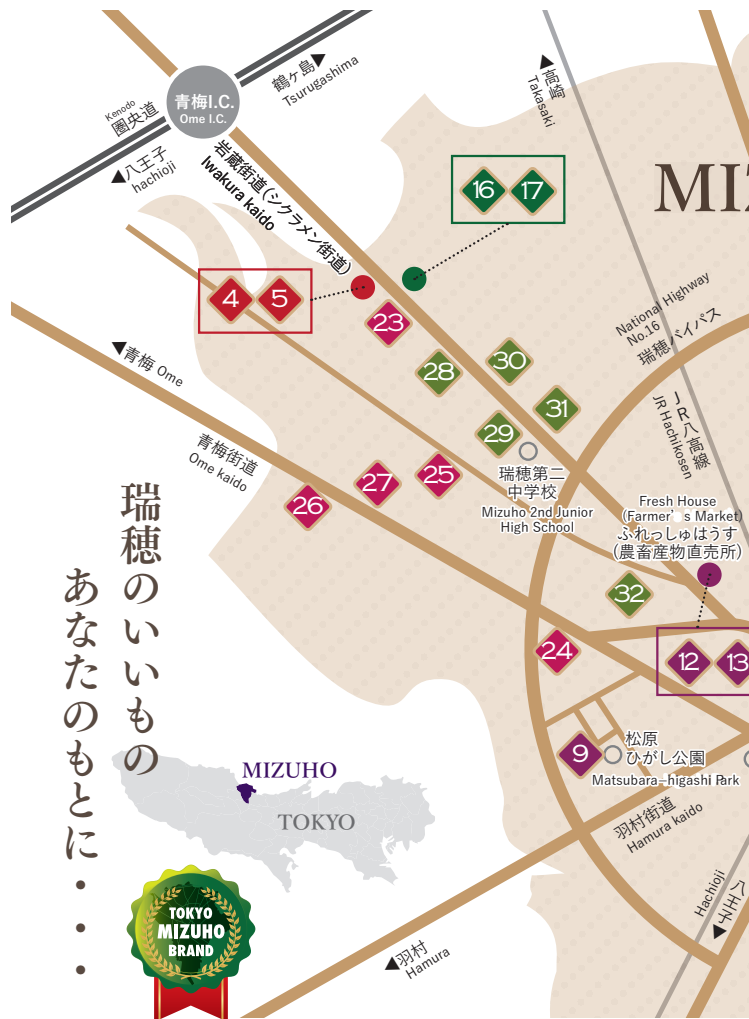 青梅I.C.
Ome I.C.
Kenodo
圏央道
鶴ヶ島▶
Tsurugashima
◀八王子
hachioji
岩蔵街道(シクラメン街道)
Iwakura kaido
▲高崎
Takasaki
16 17
4 5
23
28
30
31
29
National Highway
No.16
瑞穂バイパス
◀青梅 Ome
青梅街道
Ome kaido
26
27
25
瑞穂第二
中学校
Mizuho 2nd Junior
High School
JR八高線
JR Hachikosen
Fresh House
(Farmer's Market)
ふれっしゅはうす
(農畜産物直売所)
32
24
12 13
9
松原
ひがし公園
Matsubara-higashi Park
羽村街道
Hamura kaido
瑞穂のいいもの
あなたのもとに・・・
MIZUHO
TOKYO
TOKYO
MIZUHO
BRAND
◀羽村
Hamura
Hachioji
八王子▶